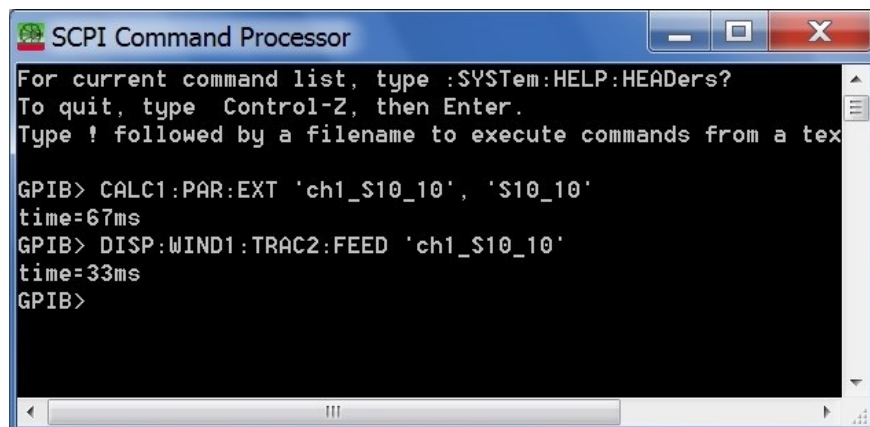 SCPI Command Processor
For current command list, type :SYSTem:HELP:HEADers?
To quit, type  Control-Z, then Enter.
Type ! followed by a filename to execute commands from a tex
GPIB> CALC1:PAR:EXT 'ch1_S10_10', 'S10_10'
time=67ms
GPIB> DISP:WIND1:TRAC2:FEED 'ch1_S10_10'
time=33ms
GPIB>